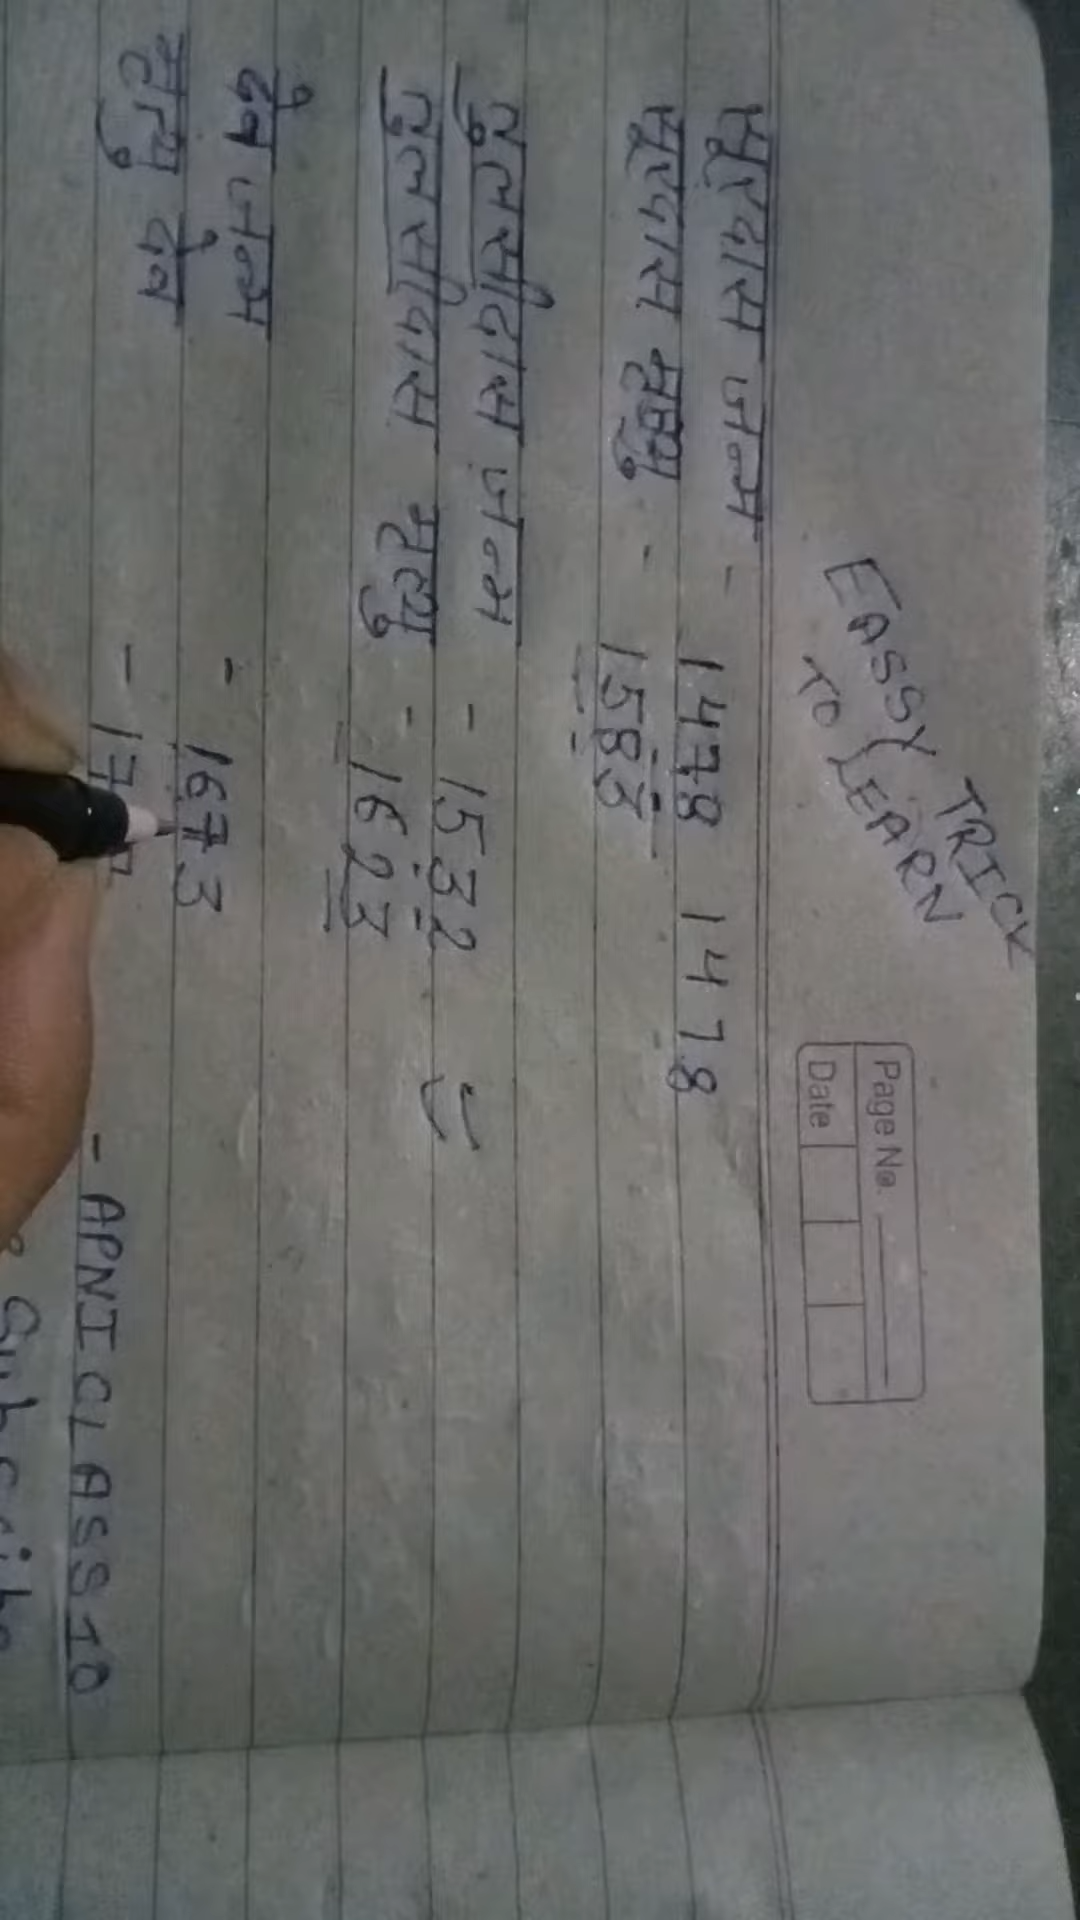 EASSY TRICK
TO LEARN
Page No.
Date
सूरदास जन्म - 1478 1478
सूरदास मृत्यु - 1583
तुलसीदास जन्म - 1532
तुलसीदास मृत्यु - 1623
देव जन्म - 1673
मृत्यु देव -
- APNI CLASS 10
Subscribe